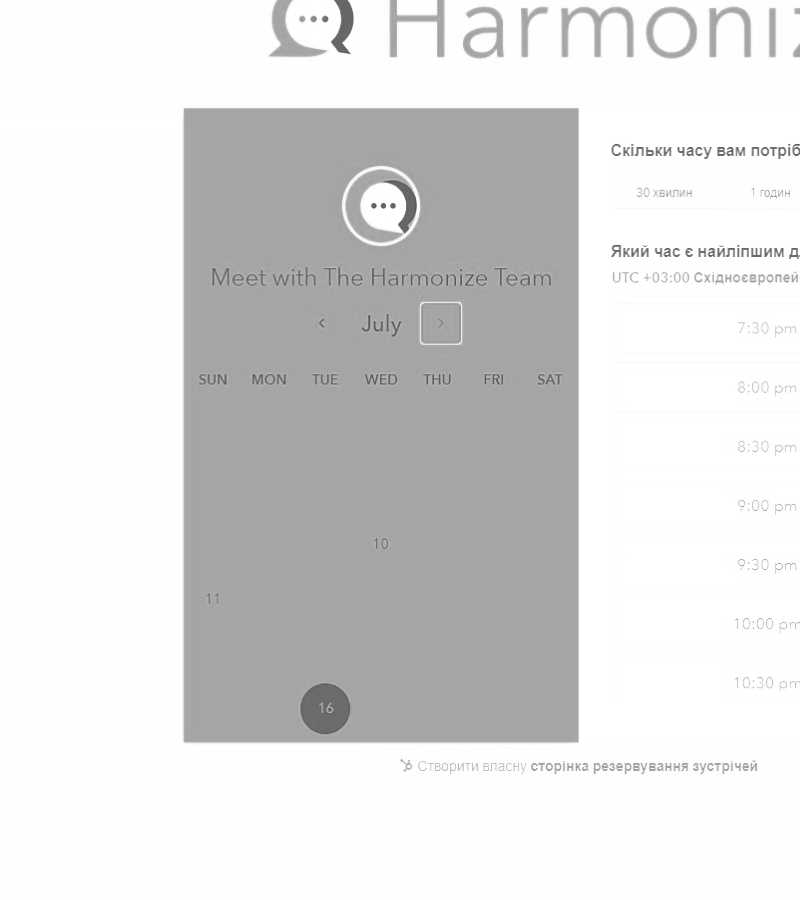 Harmoniz
Meet with The Harmonize Team
July
SUN MON TUE WED THU FRI SAT
10
11
16
Скільки часу вам потріб
30 хвилин 1 годин
Який час є найліпшим д
UTC +03:00 Східноєвропей
7:30 pm
8:00 pm
8:30 pm
9:00 pm
9:30 pm
10:00 pm
10:30 pm
Створити власну сторінка резервування зустрічей